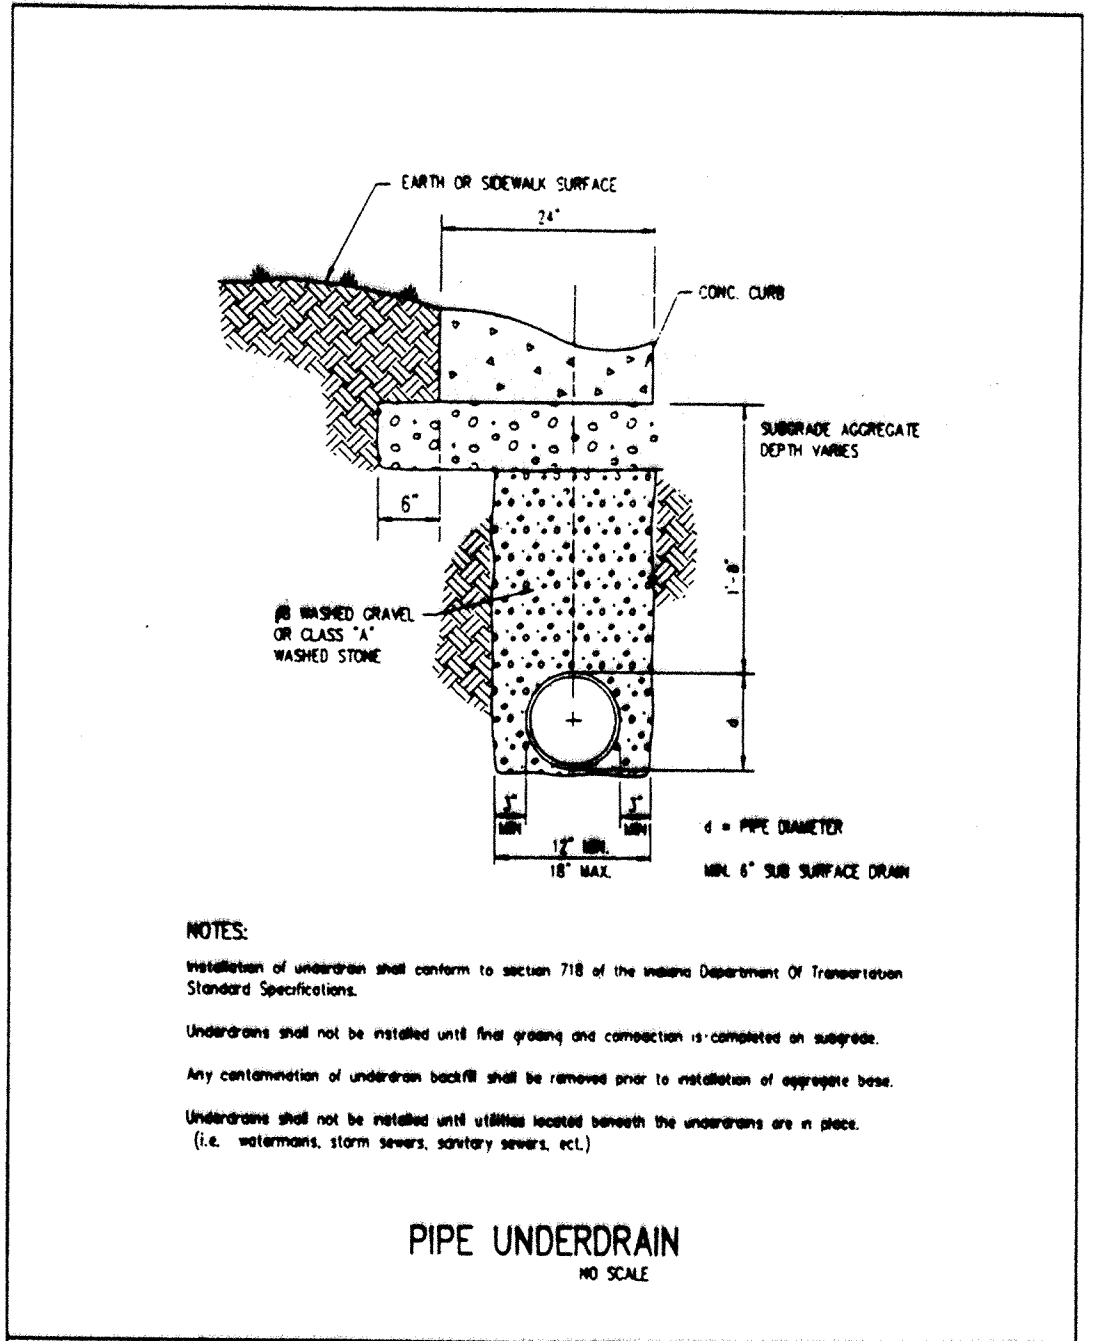 EARTH OR SIDEWALK SURFACE
24"
CONC. CURB
SUBGRADE AGGREGATE
DEPTH VARIES
6"
1'-8"
#8 WASHED GRAVEL
OR CLASS "A"
WASHED STONE
d
3"
MIN
3"
MIN
12" MIN.
18" MAX.
d = PIPE DIAMETER
MIN. 6" SUB SURFACE DRAIN
NOTES:
Installation of underdrain shall conform to section 718 of the Indiana Department Of Transportation
Standard Specifications.
Underdrains shall not be installed until final grading and compaction is completed on subgrade.
Any contamination of underdrain backfill shall be removed prior to installation of aggregate base.
Underdrains shall not be installed until utilities located beneath the underdrains are in place.
(i.e. watermains, storm sewers, sanitary sewers, ect.)
PIPE UNDERDRAIN
NO SCALE